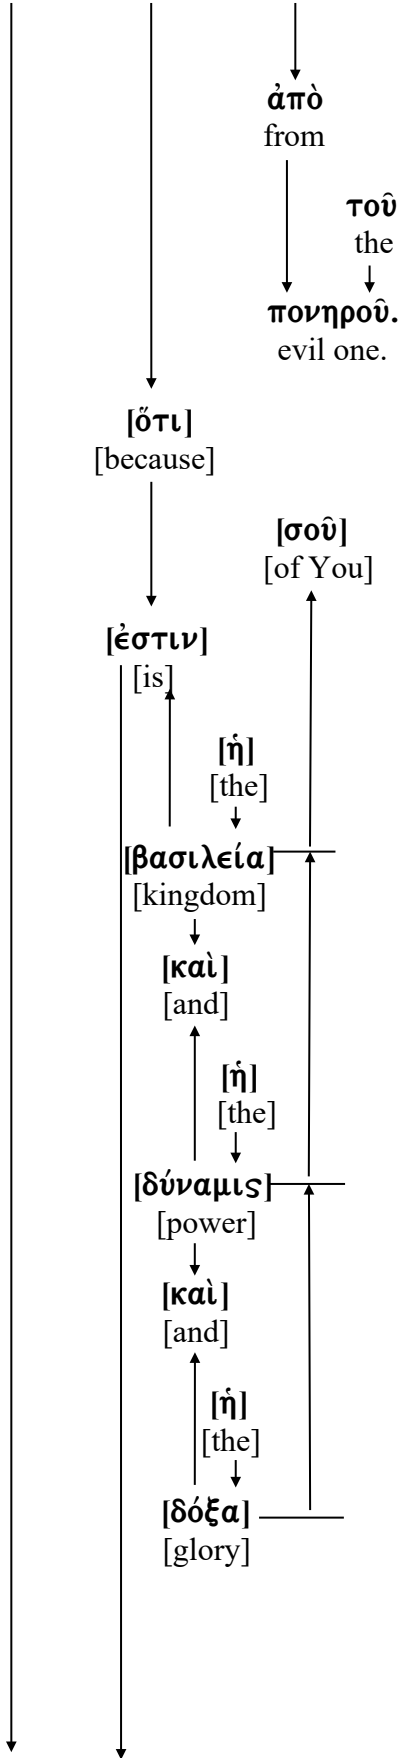 ἀπὸ
from
τοῦ
the
πονηροῦ.
evil one.
[ὅτι]
[because]
[σοῦ]
[of You]
[ἐστιν]
[is]
[ἡ]
[the]
[βασιλεία]
[kingdom]
[καὶ]
[and]
[ἡ]
[the]
[δύναμις]
[power]
[καὶ]
[and]
[ἡ]
[the]
[δόξα]
[glory]